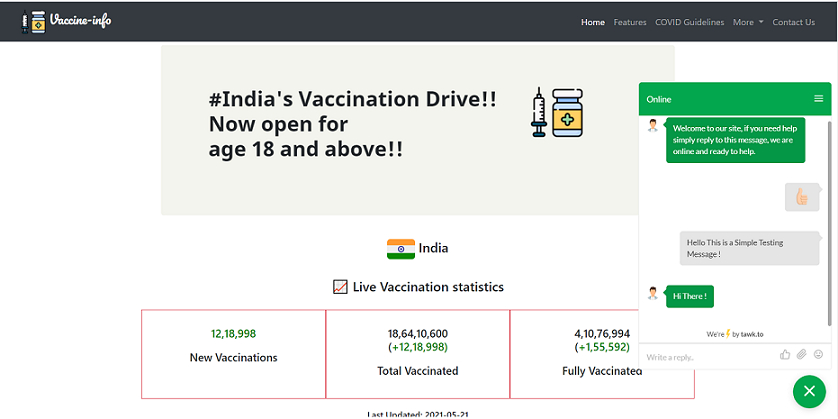 Vaccine-info
Home Features COVID Guidelines More Contact Us
#India's Vaccination Drive!!
Now open for
age 18 and above!!
India
Live Vaccination statistics
12,18,998
New Vaccinations
18,64,10,600
(+12,18,998)
Total Vaccinated
4,10,76,994
(+1,55,592)
Fully Vaccinated
Last Updated: 2021-05-21
Online
Welcome to our site, if you need help
simply reply to this message, we are
online and ready to help.
Hello This is a Simple Testing
Message !
Hi There !
We're by tawk.to
Write a reply..